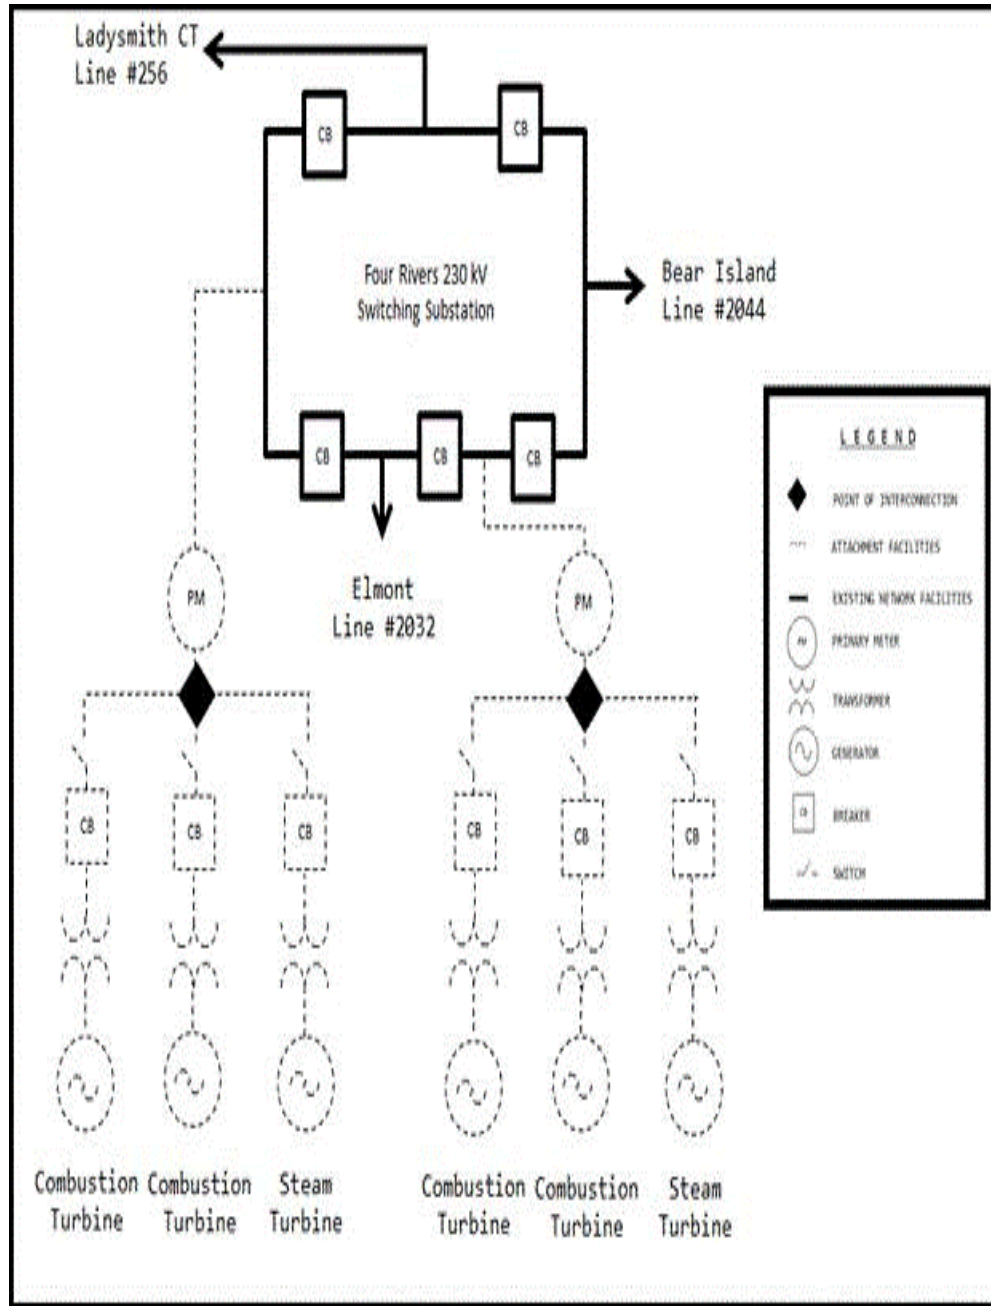 Ladysmith CT
Line #256
CB
CB
Four Rivers 230 kV
Switching Substation
Bear Island
Line #2044
CB
CB
CB
Elmont
Line #2032
PM
PM
LEGEND
POINT OF INTERCONNECTION
ATTACHMENT FACILITIES
EXISTING NETWORK FACILITIES
PM
PRIMARY METER
TRANSFORMER
GENERATOR
CB
BREAKER
SWITCH
CB
CB
CB
CB
CB
CB
Combustion
Turbine
Combustion
Turbine
Steam
Turbine
Combustion
Turbine
Combustion
Turbine
Steam
Turbine